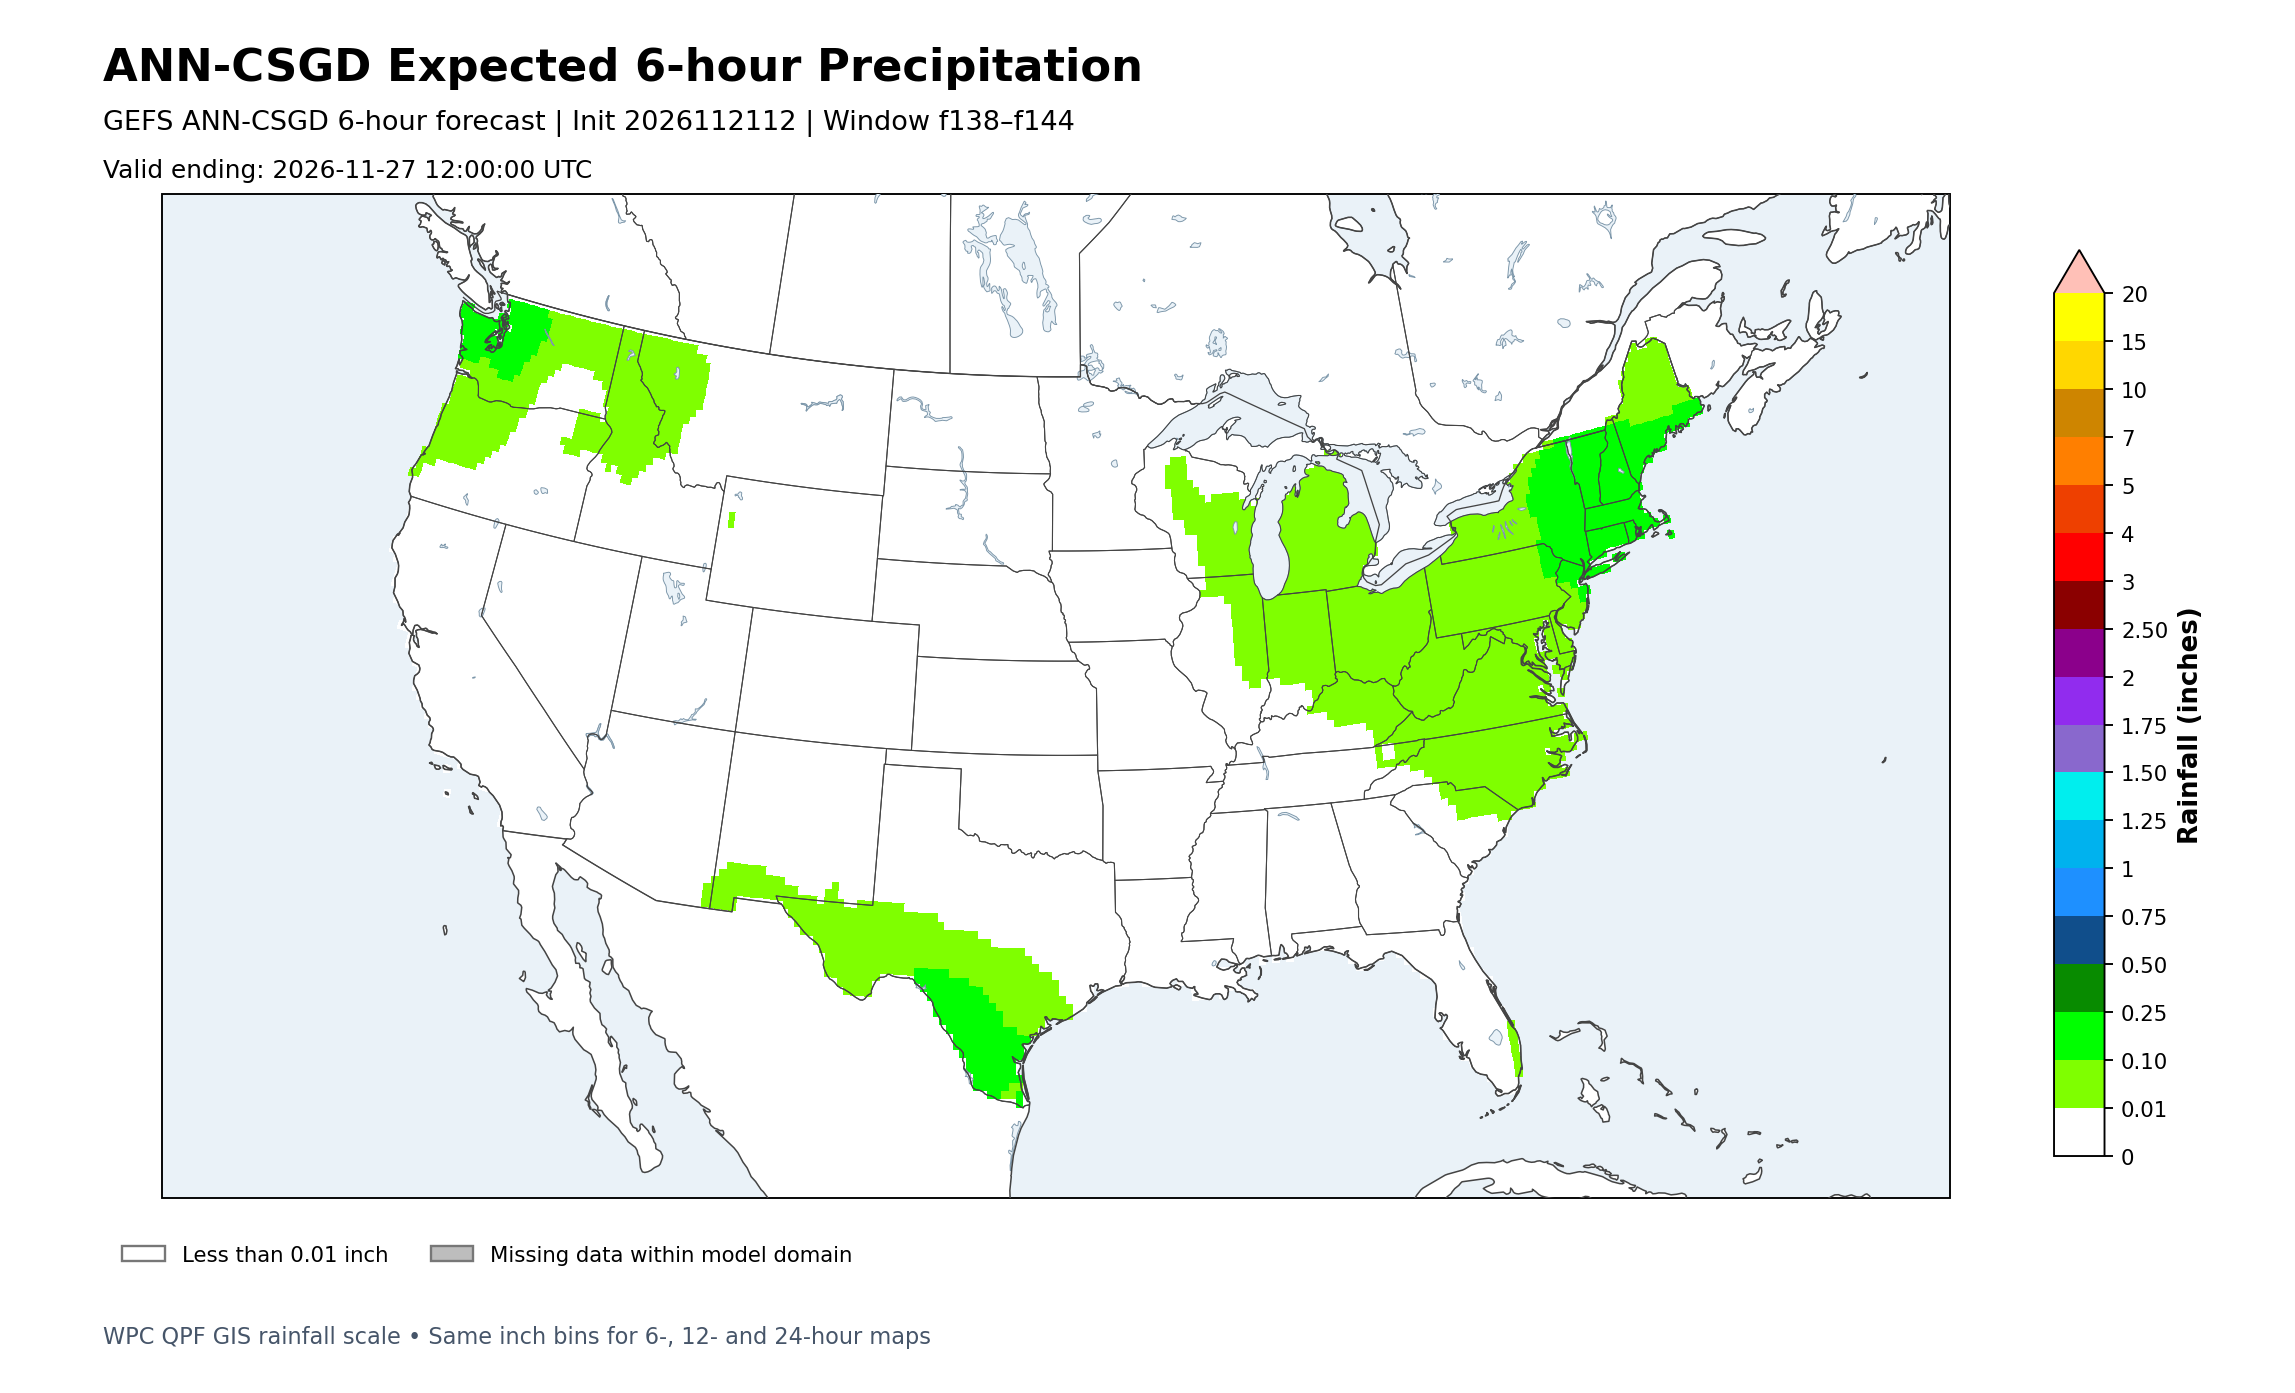 ANN-CSGD Expected 6-hour Precipitation
GEFS ANN-CSGD 6-hour forecast | Init 2026112112 | Window f138–f144
Valid ending: 2026-11-27 12:00:00 UTC
20
15
10
7
5
4
3
2.50
2
1.75
1.50
1.25
1
0.75
0.50
0.25
0.10
0.01
0
Rainfall (inches)
Less than 0.01 inch
Missing data within model domain
WPC QPF GIS rainfall scale • Same inch bins for 6-, 12- and 24-hour maps